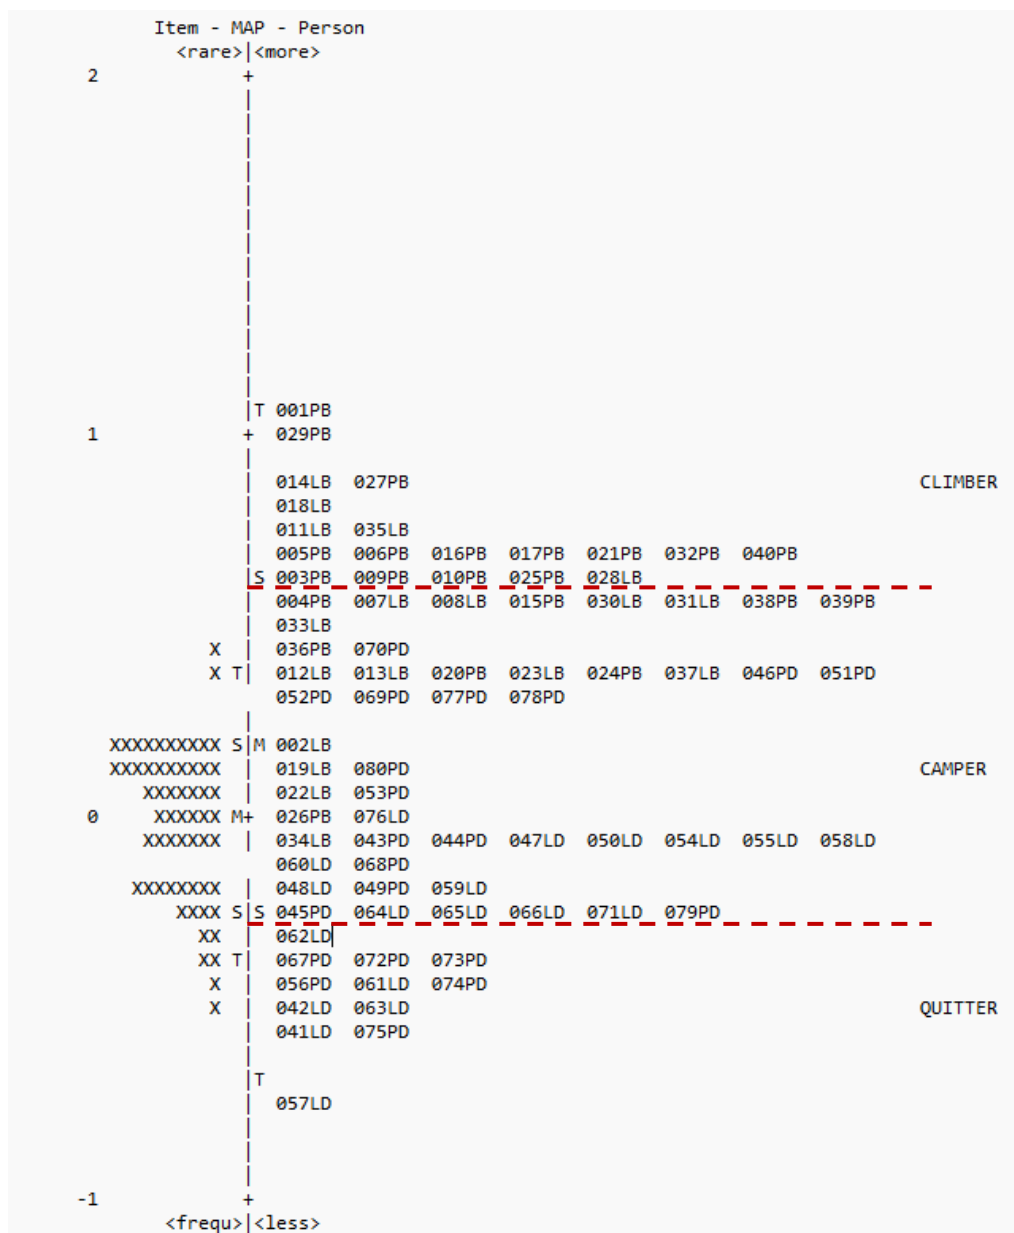 Item - MAP - Person
<rare>|<more>
2 +
|
|
|
|
|
|
|
|
|
|
|
|
|
|T 001PB
1 + 029PB
|
| 014LB 027PB CLIMBER
| 018LB
| 011LB 035LB
| 005PB 006PB 016PB 017PB 021PB 032PB 040PB
|S 003PB 009PB 010PB 025PB 028LB
| 004PB 007LB 008LB 015PB 030LB 031LB 038PB 039PB
| 033LB
X | 036PB 070PD
X T| 012LB 013LB 020PB 023LB 024PB 037LB 046PD 051PD
052PD 069PD 077PD 078PD
|
XXXXXXXXXX S|M 002LB
XXXXXXXXXX | 019LB 080PD CAMPER
XXXXXXX | 022LB 053PD
0 XXXXXX M+ 026PB 076LD
XXXXXXX | 034LB 043PD 044PD 047LD 050LD 054LD 055LD 058LD
060LD 068PD
XXXXXXXX | 048LD 049PD 059LD
XXXX S|S 045PD 064LD 065LD 066LD 071LD 079PD
XX | 062LD
XX T| 067PD 072PD 073PD
X | 056PD 061LD 074PD
X | 042LD 063LD QUITTER
| 041LD 075PD
|
|T
| 057LD
|
|
|
-1 +
<frequ>|<less>